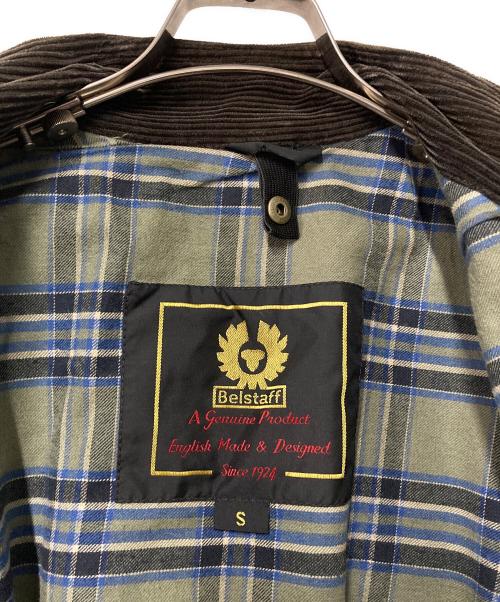 Belstaff
A Genuine Product
English Made & Designed
Since 1924
S